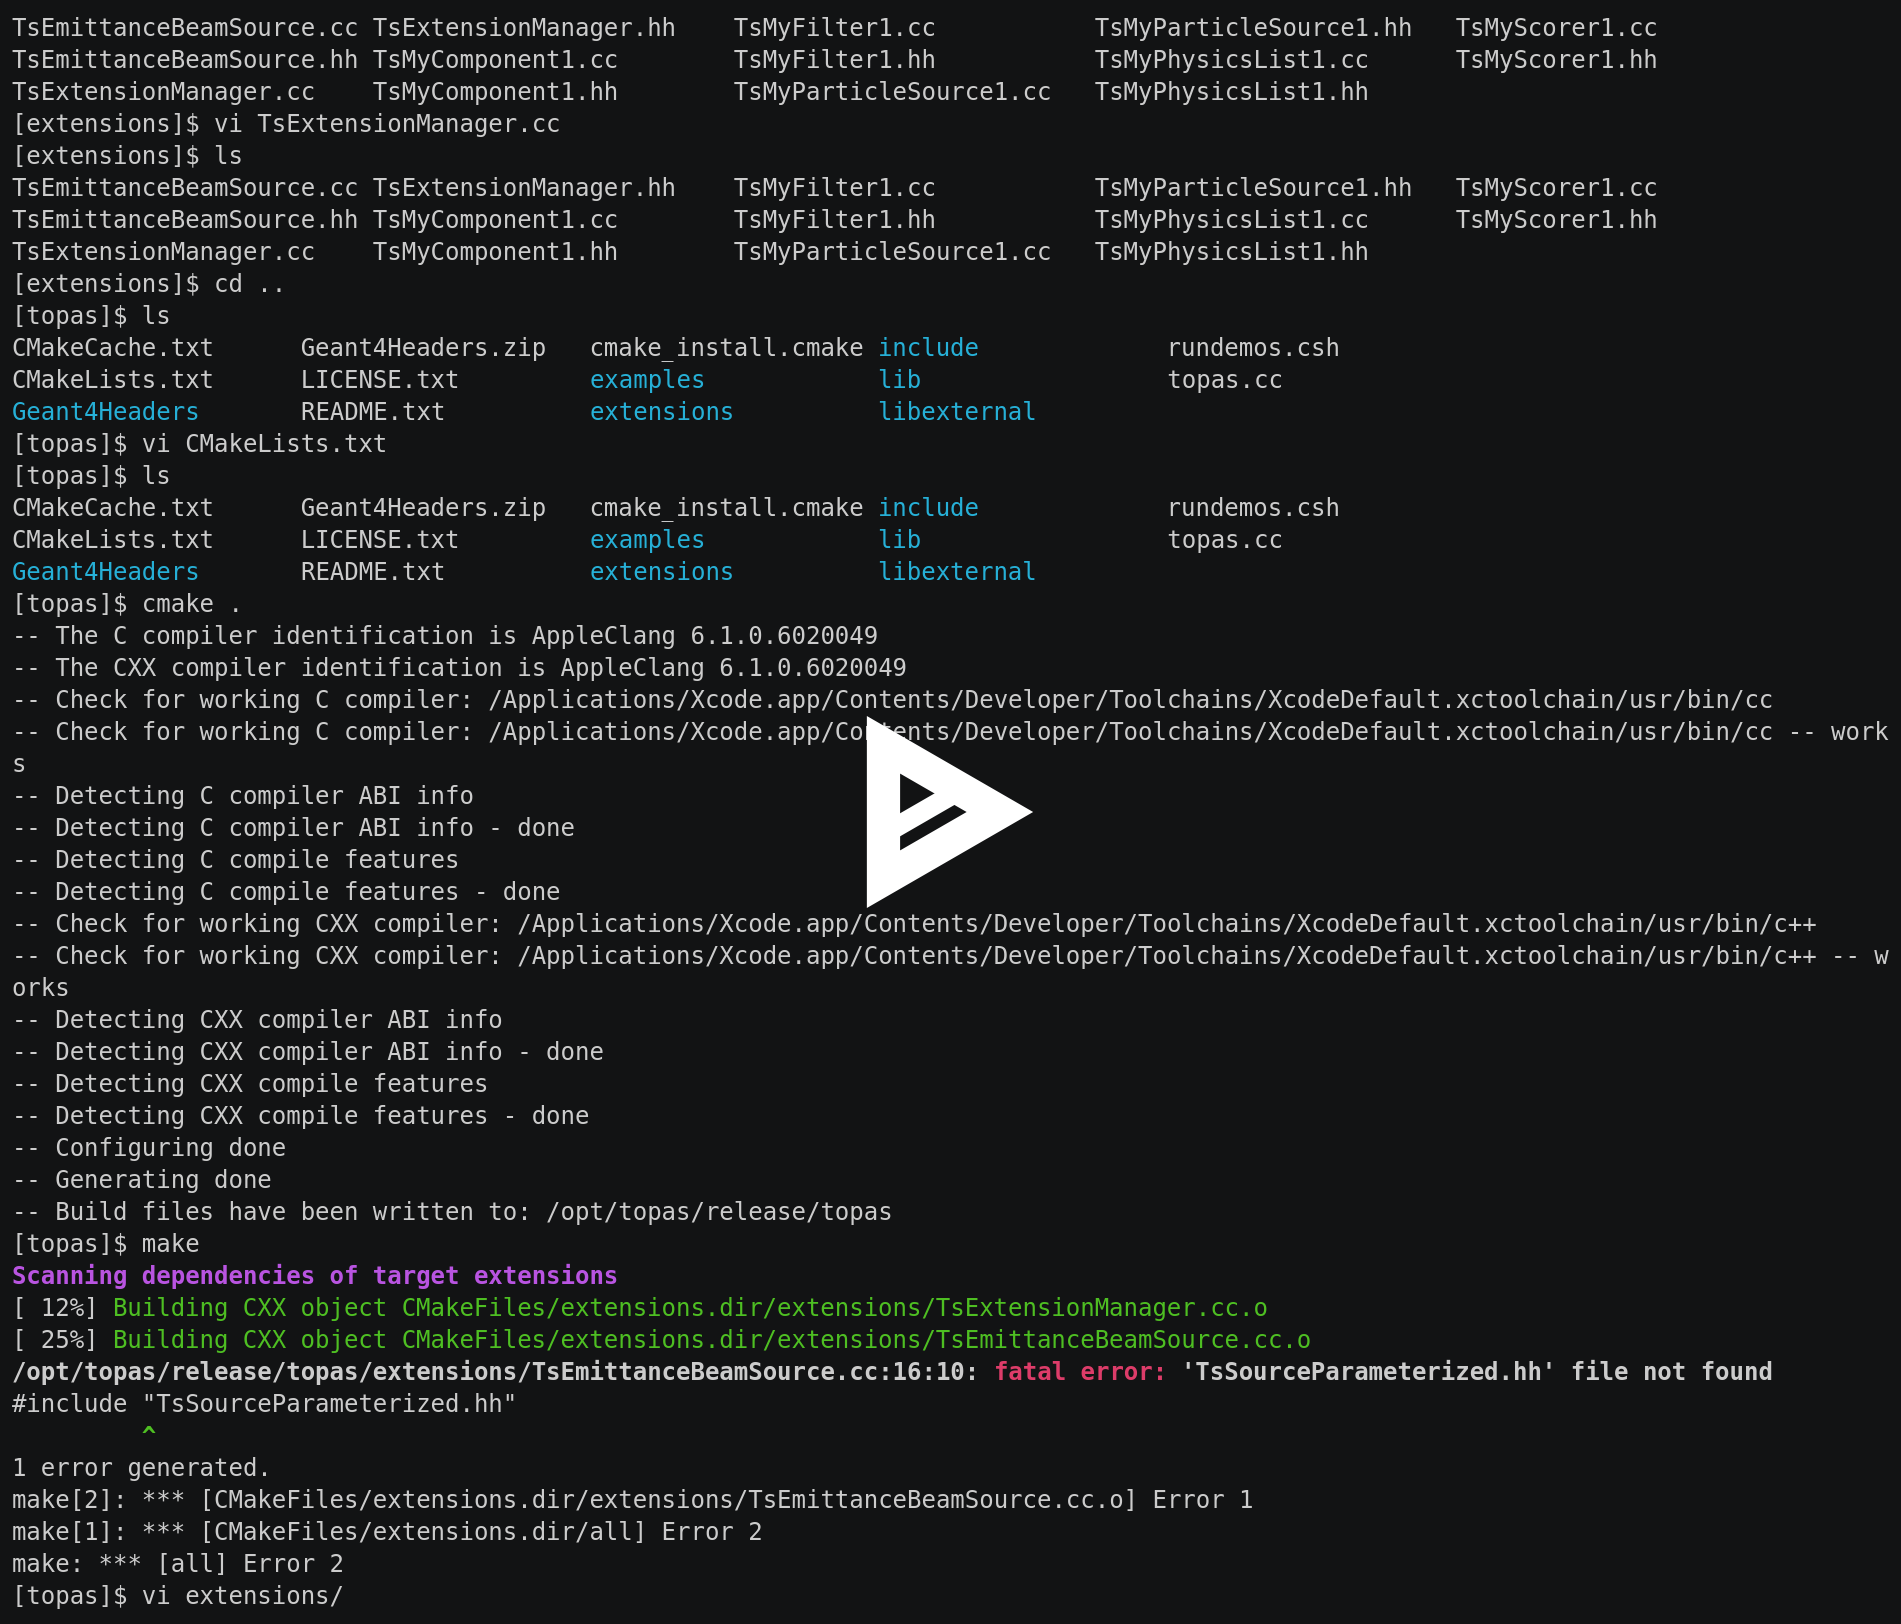 TsEmittanceBeamSource.cc TsExtensionManager.hh    TsMyFilter1.cc           TsMyParticleSource1.hh   TsMyScorer1.cc
TsEmittanceBeamSource.hh TsMyComponent1.cc        TsMyFilter1.hh           TsMyPhysicsList1.cc      TsMyScorer1.hh
TsExtensionManager.cc    TsMyComponent1.hh        TsMyParticleSource1.cc   TsMyPhysicsList1.hh
[extensions]$ vi TsExtensionManager.cc
[extensions]$ ls
TsEmittanceBeamSource.cc TsExtensionManager.hh    TsMyFilter1.cc           TsMyParticleSource1.hh   TsMyScorer1.cc
TsEmittanceBeamSource.hh TsMyComponent1.cc        TsMyFilter1.hh           TsMyPhysicsList1.cc      TsMyScorer1.hh
TsExtensionManager.cc    TsMyComponent1.hh        TsMyParticleSource1.cc   TsMyPhysicsList1.hh
[extensions]$ cd ..
[topas]$ ls
CMakeCache.txt      Geant4Headers.zip   cmake_install.cmake include             rundemos.csh
CMakeLists.txt      LICENSE.txt         examples            lib                 topas.cc
Geant4Headers       README.txt          extensions          libexternal
[topas]$ vi CMakeLists.txt
[topas]$ ls
CMakeCache.txt      Geant4Headers.zip   cmake_install.cmake include             rundemos.csh
CMakeLists.txt      LICENSE.txt         examples            lib                 topas.cc
Geant4Headers       README.txt          extensions          libexternal
[topas]$ cmake .
-- The C compiler identification is AppleClang 6.1.0.6020049
-- The CXX compiler identification is AppleClang 6.1.0.6020049
-- Check for working C compiler: /Applications/Xcode.app/Contents/Developer/Toolchains/XcodeDefault.xctoolchain/usr/bin/cc
-- Check for working C compiler: /Applications/Xcode.app/Contents/Developer/Toolchains/XcodeDefault.xctoolchain/usr/bin/cc -- work
s
-- Detecting C compiler ABI info
-- Detecting C compiler ABI info - done
-- Detecting C compile features
-- Detecting C compile features - done
-- Check for working CXX compiler: /Applications/Xcode.app/Contents/Developer/Toolchains/XcodeDefault.xctoolchain/usr/bin/c++
-- Check for working CXX compiler: /Applications/Xcode.app/Contents/Developer/Toolchains/XcodeDefault.xctoolchain/usr/bin/c++ -- w
orks
-- Detecting CXX compiler ABI info
-- Detecting CXX compiler ABI info - done
-- Detecting CXX compile features
-- Detecting CXX compile features - done
-- Configuring done
-- Generating done
-- Build files have been written to: /opt/topas/release/topas
[topas]$ make
Scanning dependencies of target extensions
[ 12%] Building CXX object CMakeFiles/extensions.dir/extensions/TsExtensionManager.cc.o
[ 25%] Building CXX object CMakeFiles/extensions.dir/extensions/TsEmittanceBeamSource.cc.o
/opt/topas/release/topas/extensions/TsEmittanceBeamSource.cc:16:10: fatal error: 'TsSourceParameterized.hh' file not found
#include "TsSourceParameterized.hh"
         ^
1 error generated.
make[2]: *** [CMakeFiles/extensions.dir/extensions/TsEmittanceBeamSource.cc.o] Error 1
make[1]: *** [CMakeFiles/extensions.dir/all] Error 2
make: *** [all] Error 2
[topas]$ vi extensions/